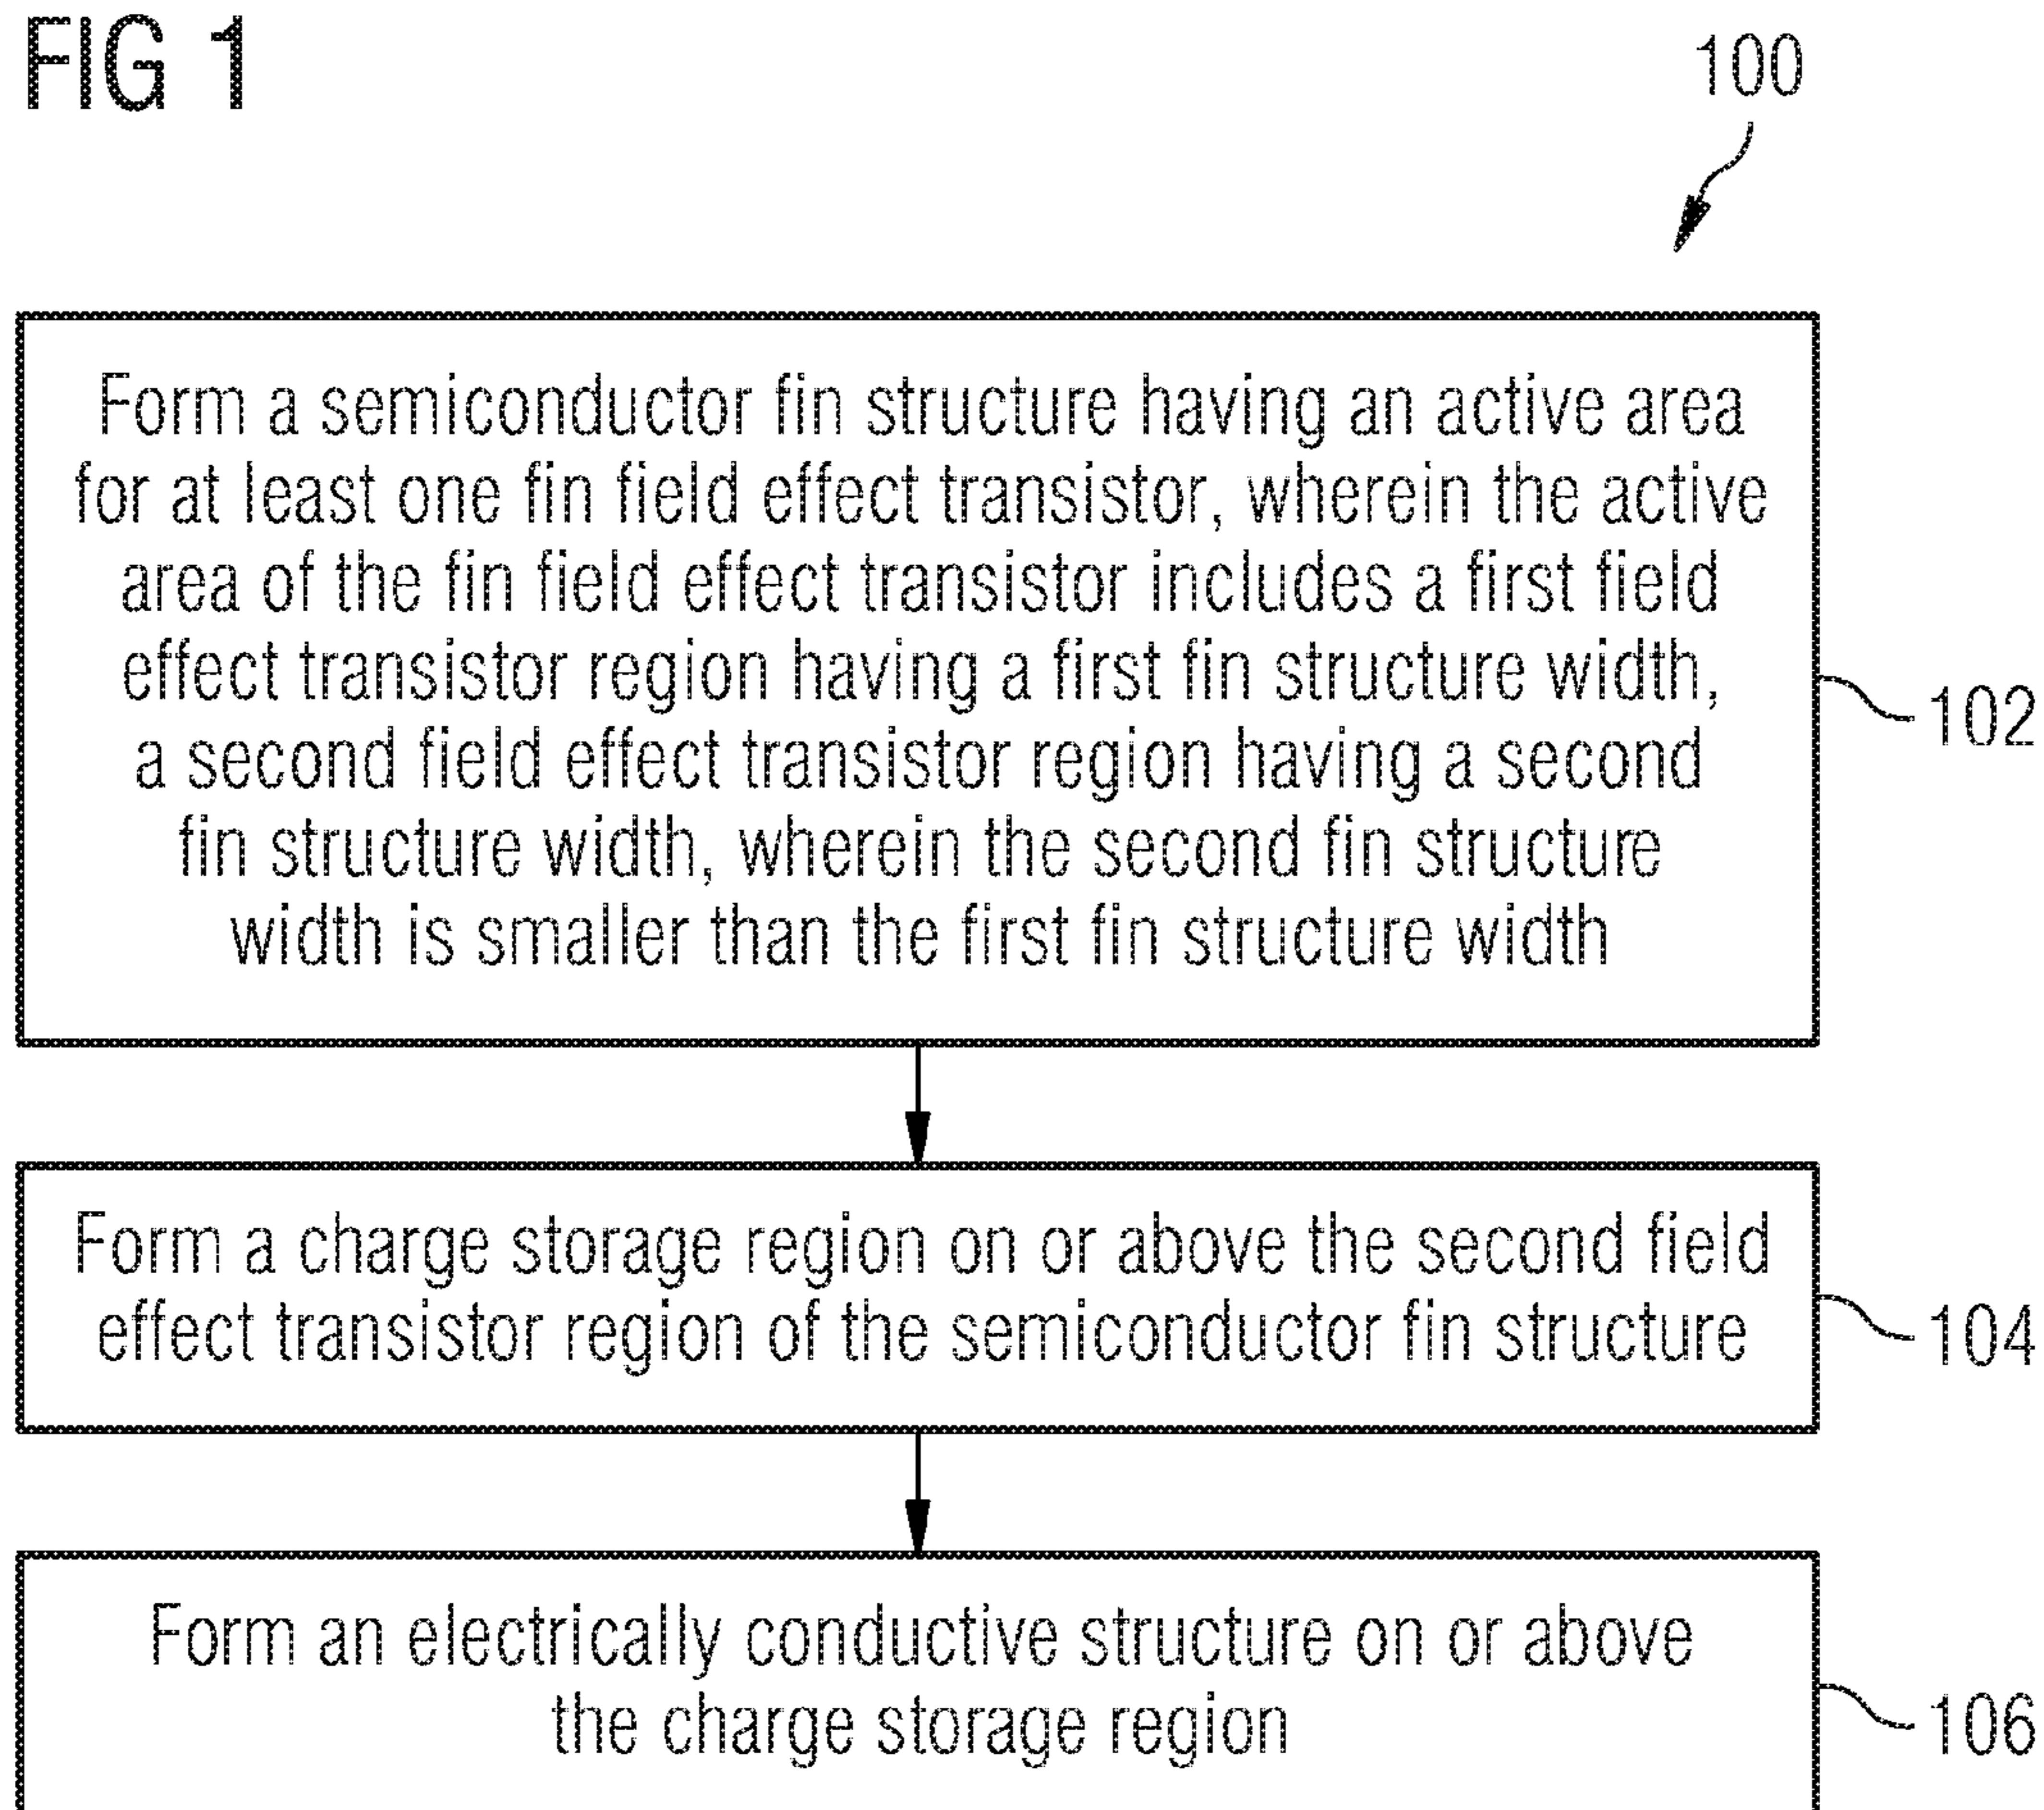 FIG 1
100
Form a semiconductor fin structure having an active area
for at least one fin field effect transistor, wherein the active
area of the fin field effect transistor includes a first field
effect transistor region having a first fin structure width,
a second field effect transistor region having a second
fin structure width, wherein the second fin structure
width is smaller than the first fin structure width
102
Form a charge storage region on or above the second field
effect transistor region of the semiconductor fin structure
104
Form an electrically conductive structure on or above
the charge storage region
106